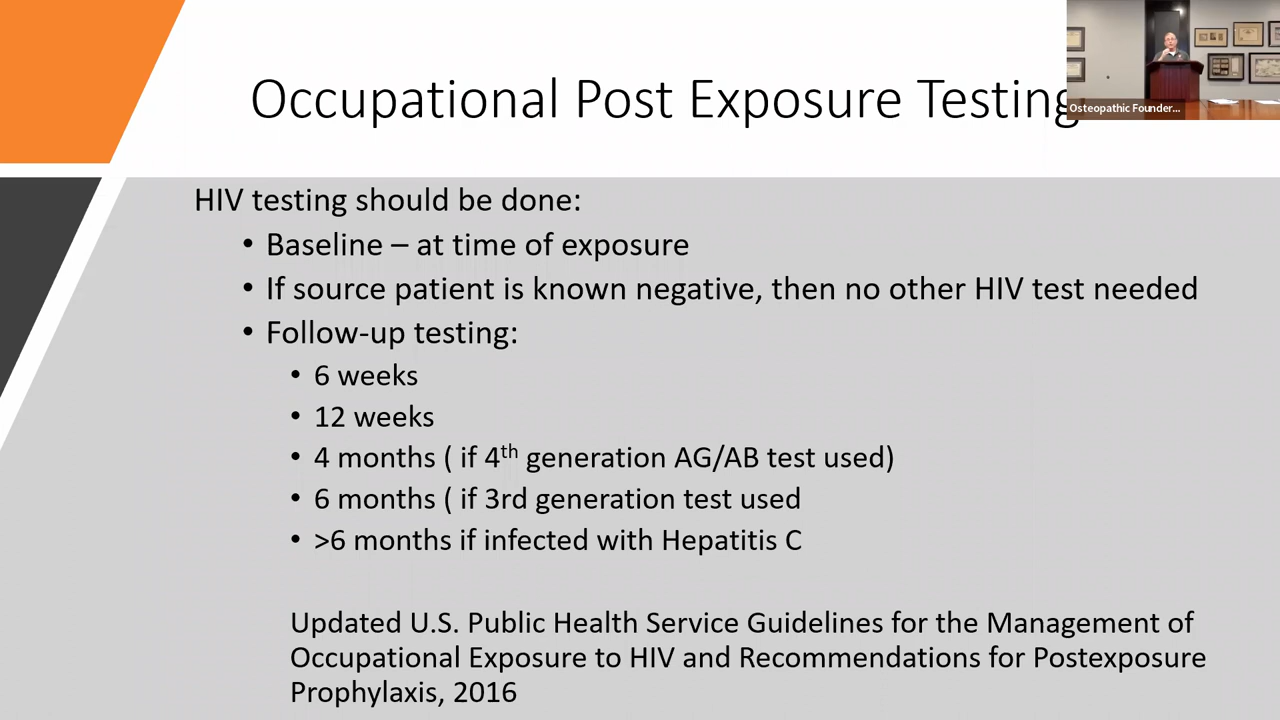 Occupational Post Exposure Testing
Osteopathic Founder...
HIV testing should be done:
• Baseline – at time of exposure
• If source patient is known negative, then no other HIV test needed
• Follow-up testing:
• 6 weeks
• 12 weeks
• 4 months ( if 4th generation AG/AB test used)
• 6 months ( if 3rd generation test used
• >6 months if infected with Hepatitis C
Updated U.S. Public Health Service Guidelines for the Management of
Occupational Exposure to HIV and Recommendations for Postexposure
Prophylaxis, 2016